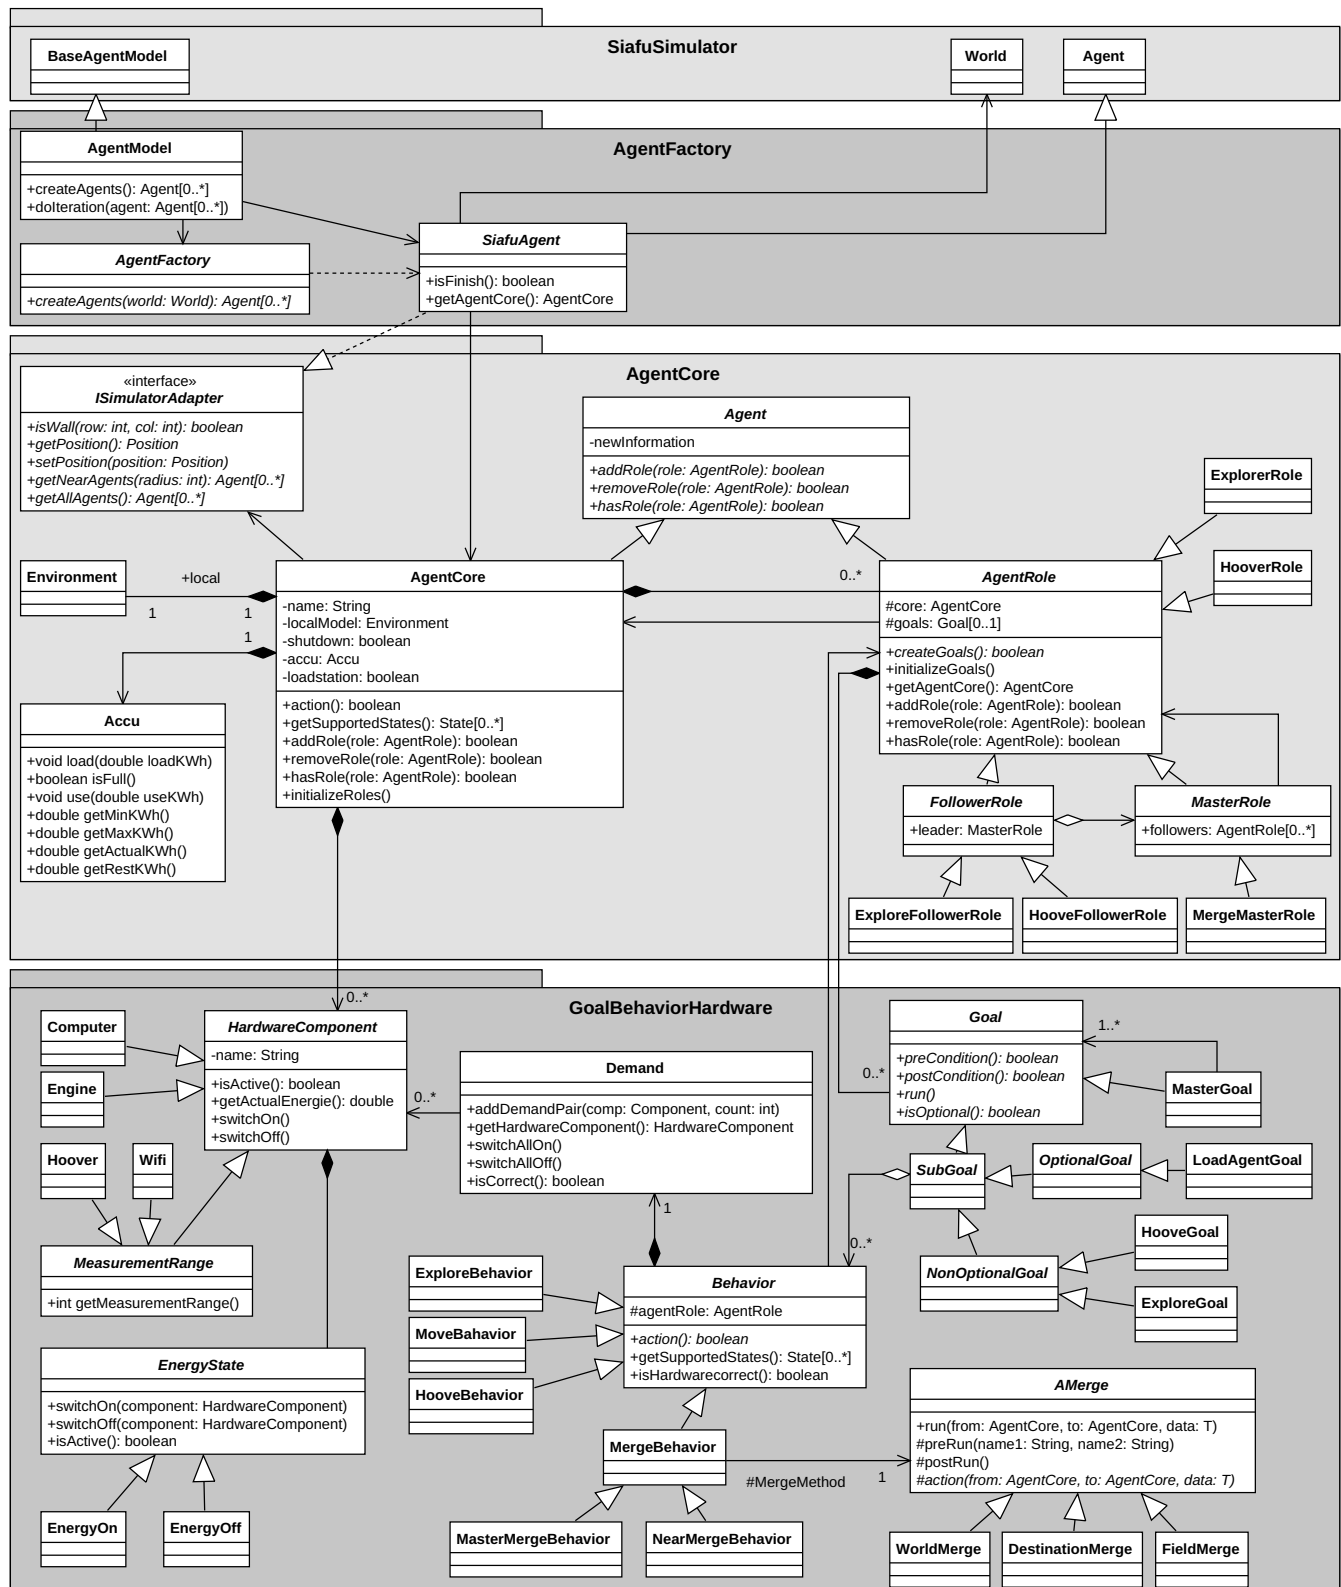 SiafuSimulator
BaseAgentModel
World
Agent
AgentFactory
AgentModel
+createAgents(): Agent[0..*]
+doIteration(agent: Agent[0..*])
SiafuAgent
+isFinish(): boolean
+getAgentCore(): AgentCore
AgentFactory
+createAgents(world: World): Agent[0..*]
AgentCore
«interface»
ISimulatorAdapter
+isWall(row: int, col: int): boolean
+getPosition(): Position
+setPosition(position: Position)
+getNearAgents(radius: int): Agent[0..*]
+getAllAgents(): Agent[0..*]
Agent
-newInformation
+addRole(role: AgentRole): boolean
+removeRole(role: AgentRole): boolean
+hasRole(role: AgentRole): boolean
ExplorerRole
HooverRole
Environment
+local
1
1
1
AgentCore
-name: String
-localModel: Environment
-shutdown: boolean
-accu: Accu
-loadstation: boolean
+action(): boolean
+getSupportedStates(): State[0..*]
+addRole(role: AgentRole): boolean
+removeRole(role: AgentRole): boolean
+hasRole(role: AgentRole): boolean
+initializeRoles()
0..*
AgentRole
#core: AgentCore
#goals: Goal[0..1]
+createGoals(): boolean
+initializeGoals()
+getAgentCore(): AgentCore
+addRole(role: AgentRole): boolean
+removeRole(role: AgentRole): boolean
+hasRole(role: AgentRole): boolean
Accu
+void load(double loadKWh)
+boolean isFull()
+void use(double useKWh)
+double getMinKWh()
+double getMaxKWh()
+double getActualKWh()
+double getRestKWh()
FollowerRole
+leader: MasterRole
MasterRole
+followers: AgentRole[0..*]
ExploreFollowerRole
HooveFollowerRole
MergeMasterRole
GoalBehaviorHardware
0..*
Computer
Engine
Hoover
Wifi
HardwareComponent
-name: String
+isActive(): boolean
+getActualEnergie(): double
+switchOn()
+switchOff()
0..*
Demand
+addDemandPair(comp: Component, count: int)
+getHardwareComponent(): HardwareComponent
+switchAllOn()
+switchAllOff()
+isCorrect(): boolean
1
Goal
+preCondition(): boolean
+postCondition(): boolean
+run()
+isOptional(): boolean
0..*
1..*
MasterGoal
SubGoal
OptionalGoal
LoadAgentGoal
HooveGoal
NonOptionalGoal
ExploreGoal
0..*
MeasurementRange
+int getMeasurementRange()
ExploreBehavior
MoveBahavior
HooveBehavior
Behavior
#agentRole: AgentRole
+action(): boolean
+getSupportedStates(): State[0..*]
+isHardwarecorrect(): boolean
EnergyState
+switchOn(component: HardwareComponent)
+switchOff(component: HardwareComponent)
+isActive(): boolean
EnergyOn
EnergyOff
MergeBehavior
#MergeMethod
1
MasterMergeBehavior
NearMergeBehavior
AMerge
+run(from: AgentCore, to: AgentCore, data: T)
#preRun(name1: String, name2: String)
#postRun()
#action(from: AgentCore, to: AgentCore, data: T)
WorldMerge
DestinationMerge
FieldMerge